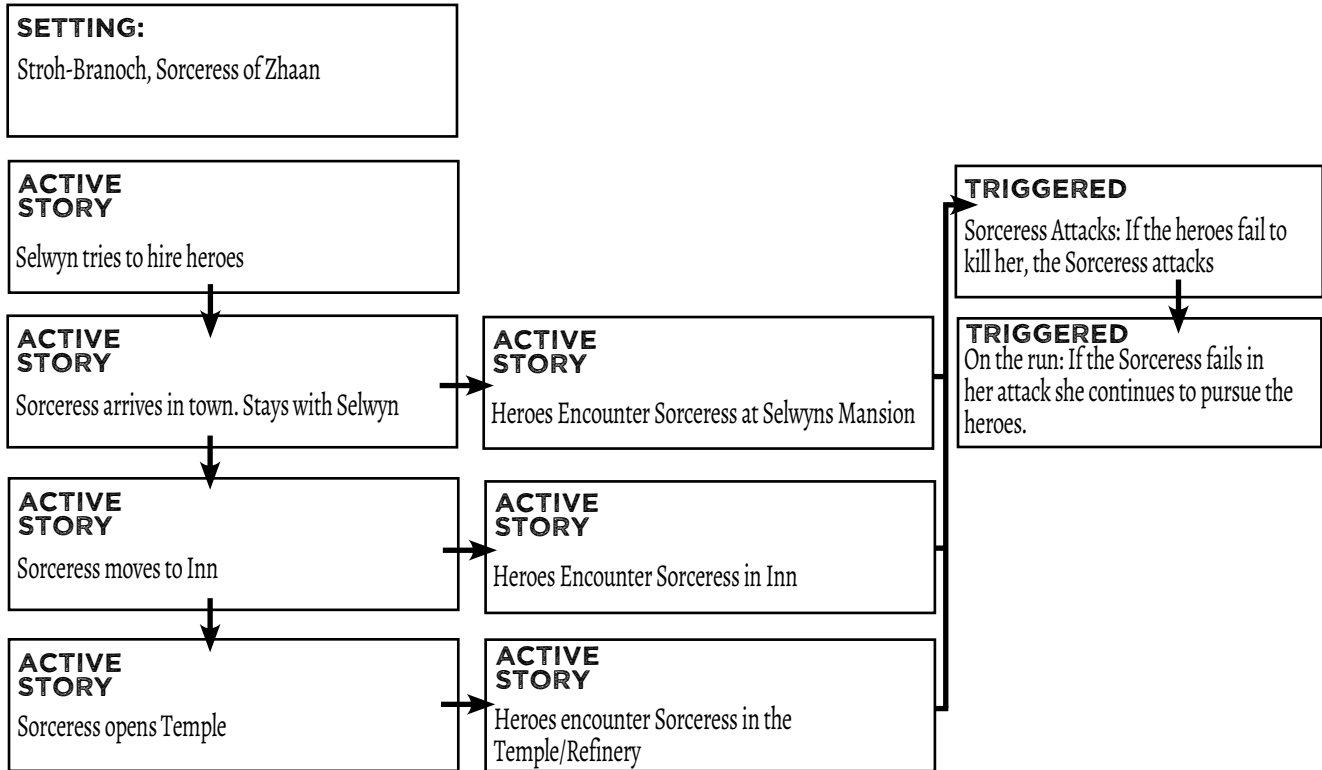 SETTING:
Stroh-Branoch, Sorceress of Zhaan
ACTIVE
STORY
Selwyn tries to hire heroes
ACTIVE
STORY
Sorceress arrives in town. Stays with Selwyn
ACTIVE
STORY
Heroes Encounter Sorceress at Selwyns Mansion
ACTIVE
STORY
Sorceress moves to Inn
ACTIVE
STORY
Heroes Encounter Sorceress in Inn
ACTIVE
STORY
Sorceress opens Temple
ACTIVE
STORY
Heroes encounter Sorceress in the
Temple/Refinery
TRIGGERED
Sorceress Attacks: If the heroes fail to
kill her, the Sorceress attacks
TRIGGERED
On the run: If the Sorceress fails in
her attack she continues to pursue the
heroes.